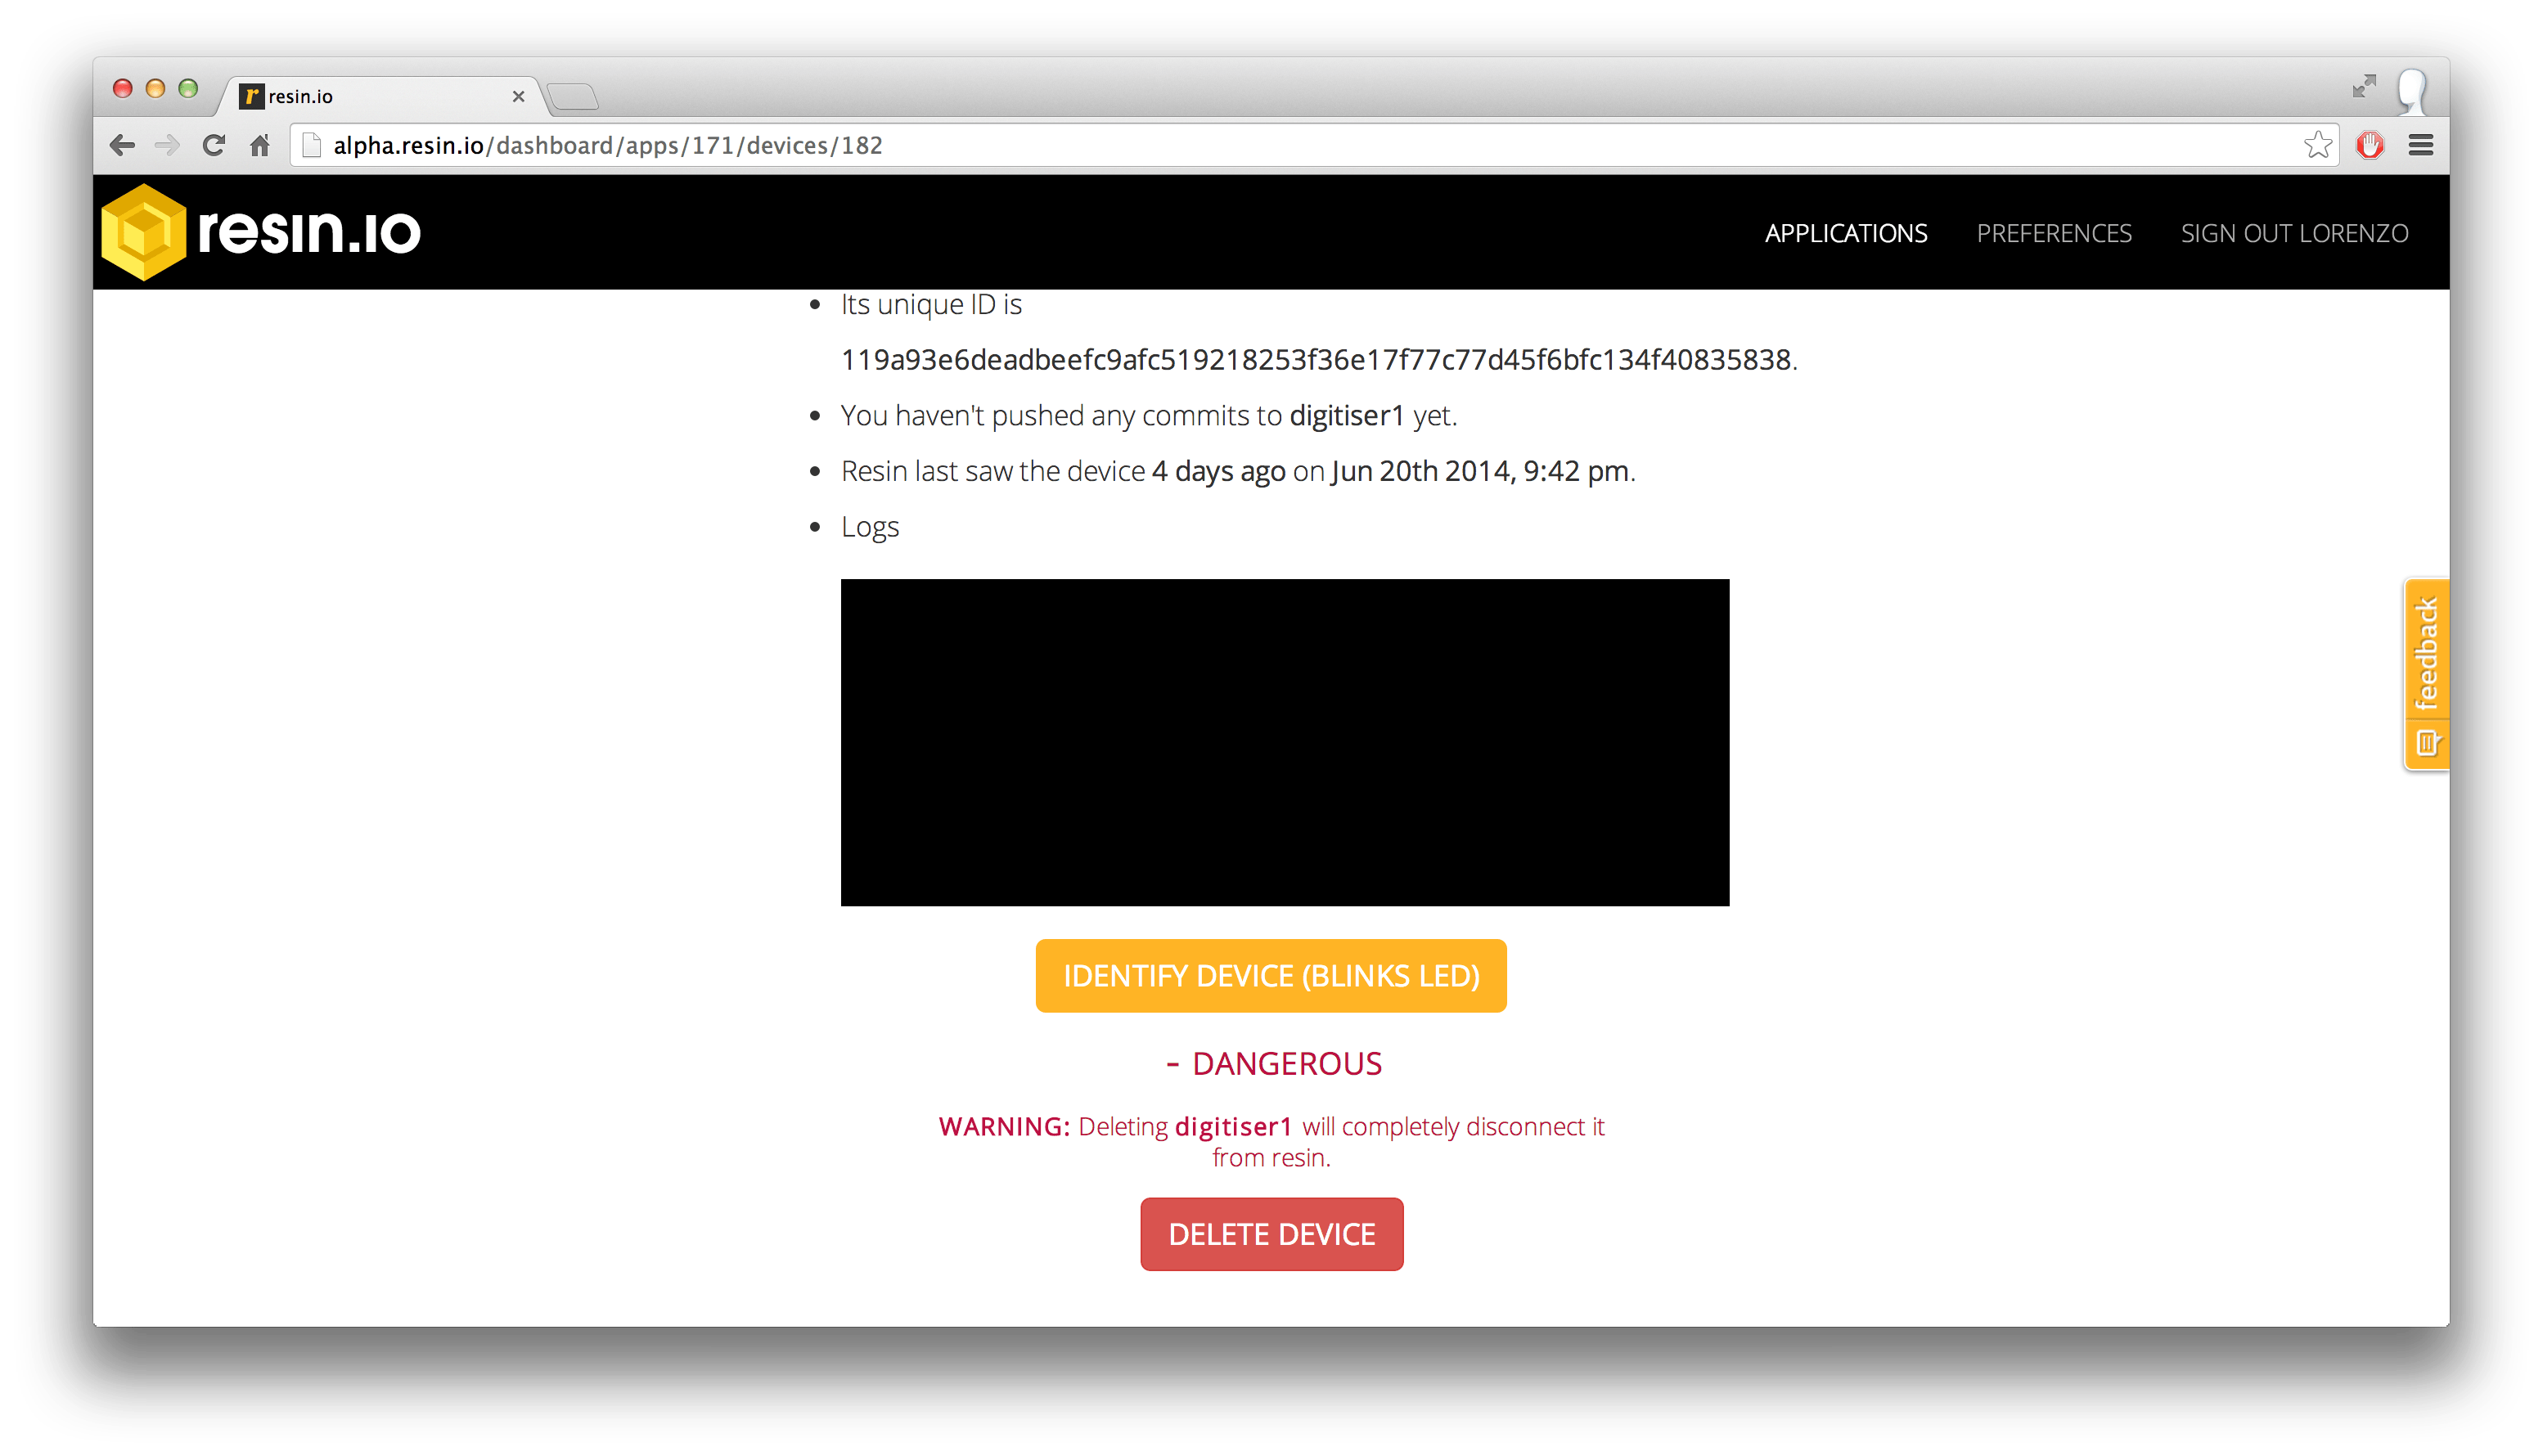 resin.io
alpha.resin.io/dashboard/apps/171/devices/182
resin.io
APPLICATIONS PREFERENCES SIGN OUT LORENZO
Its unique ID is
119a93e6deadbeefc9afc519218253f36e17f77c77d45f6bfc134f40835838.
You haven't pushed any commits to digitiser1 yet.
Resin last saw the device 4 days ago on Jun 20th 2014, 9:42 pm.
Logs
feedback
IDENTIFY DEVICE (BLINKS LED)
- DANGEROUS
WARNING: Deleting digitiser1 will completely disconnect it
from resin.
DELETE DEVICE